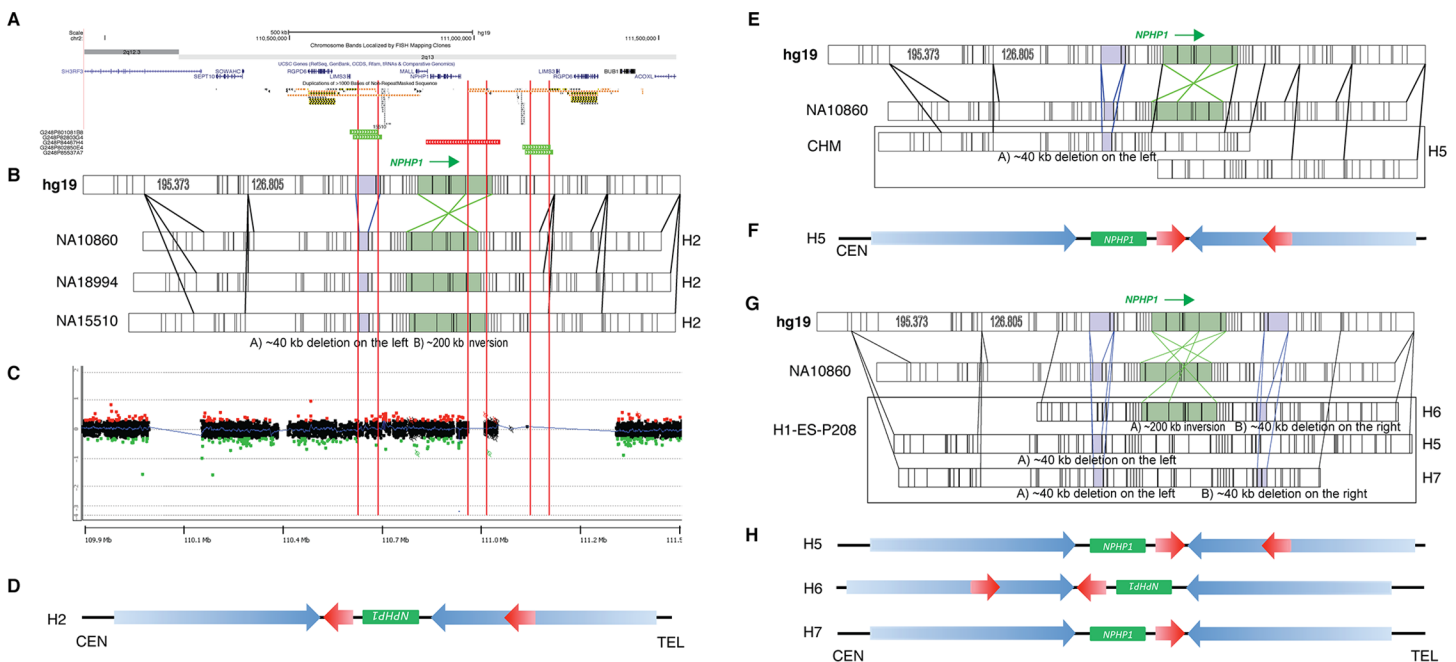 A
Scale
chr2:
500 kb
hg19
110,500,000
111,000,000
111,500,000
Chromosome Bands Localized by FISH Mapping Clones
2q12.3
2q13
UCSC Genes (RefSeq, GenBank, CCDS, Rfam, tRNAs & Comparative Genomics)
SH3RF3
SEPT10
SOWAHC
RGPD6
LIMS3
MALL
NPHP1
LIMS3
RGPD6
BUB1
ACOXL
Duplications of >1000 Bases of Non-RepeatMasked Sequence
G248P801081B8
G248P82803G4
G248P84467H4
G248P802850E4
G248P85537A7
NPHP1
B
hg19
195.373
126.805
NA10860
H2
NA18994
H2
NA15510
H2
A) ~40 kb deletion on the left B) ~200 kb inversion
C
109.9 Mb
110.1 Mb
110.4 Mb
110.7 Mb
111.0 Mb
111.2 Mb
111.5
D
H2
NPHP1
CEN
TEL
E
NPHP1
hg19
195.373
126.805
NA10860
CHM
H5
A) ~40 kb deletion on the left
F
H5
NPHP1
CEN
G
NPHP1
hg19
195.373
126.805
NA10860
H1-ES-P208
H6
A) ~200 kb inversion B) ~40 kb deletion on the right
H5
A) ~40 kb deletion on the left
H7
A) ~40 kb deletion on the left B) ~40 kb deletion on the right
H
H5
NPHP1
H6
NPHP1
H7
NPHP1
CEN
TEL